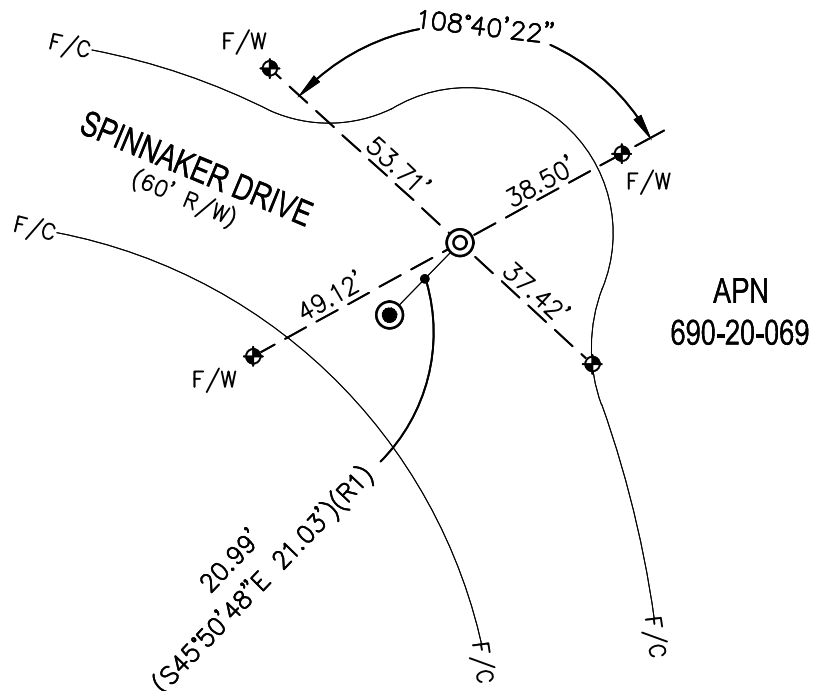 108°40'22"
F/C
F/W
SPINNAKER DRIVE
(60' R/W)
53.71'
38.50'
F/W
F/C
49.12'
37.42'
APN
690-20-069
F/W
20.99'
(S45°50'48"E 21.03')(R1)
F/C
F/C